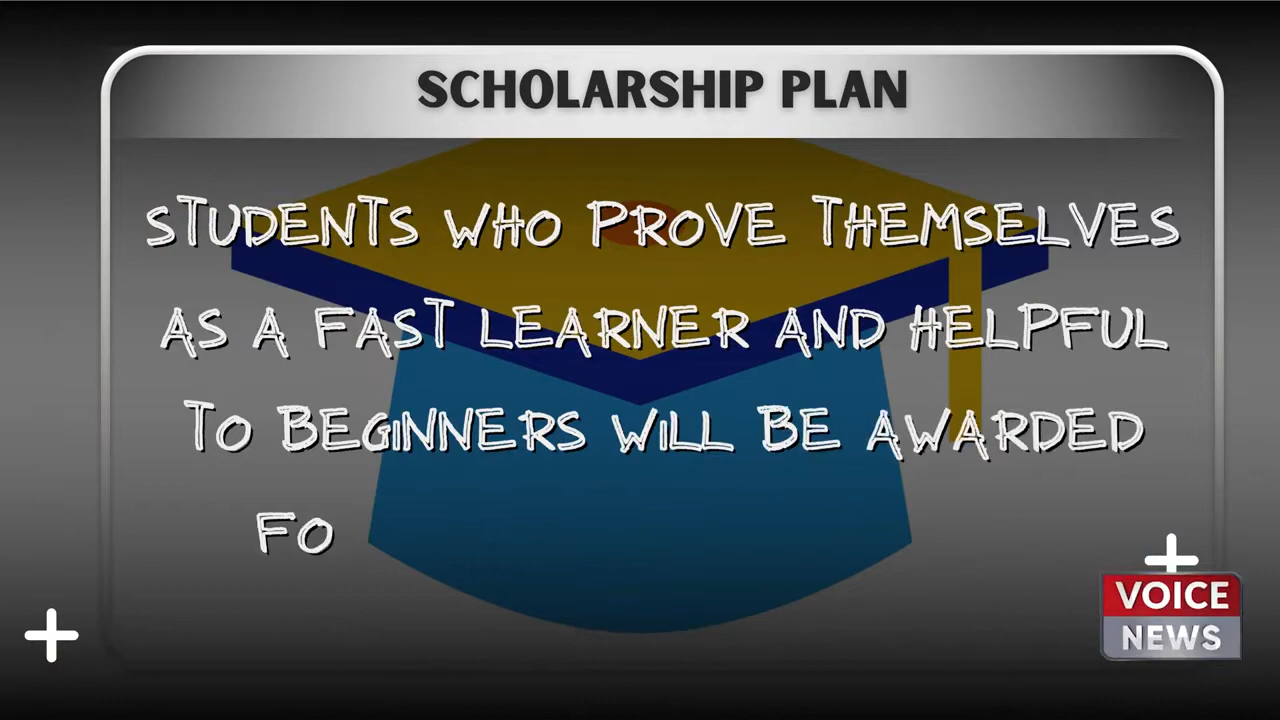 SCHOLARSHIP PLAN
STUDENTS WHO PROVE THEMSELVES
AS A FAST LEARNER AND HELPFUL
TO BEGINNERS WILL BE AWARDED
FO
VOICE
NEWS